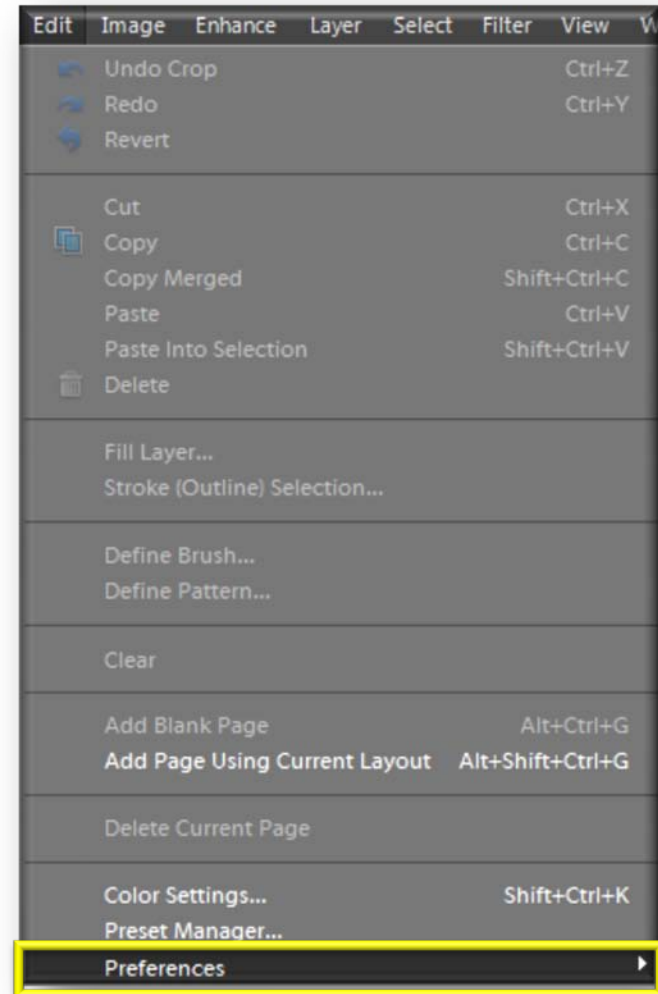 Edit Image Enhance Layer Select Filter View
Undo Crop Ctrl+Z
Redo Ctrl+Y
Revert
Cut Ctrl+X
Copy Ctrl+C
Copy Merged Shift+Ctrl+C
Paste Ctrl+V
Paste Into Selection Shift+Ctrl+V
Delete
Fill Layer...
Stroke (Outline) Selection...
Define Brush...
Define Pattern...
Clear
Add Blank Page Alt+Ctrl+G
Add Page Using Current Layout Alt+Shift+Ctrl+G
Delete Current Page
Color Settings... Shift+Ctrl+K
Preset Manager...
Preferences